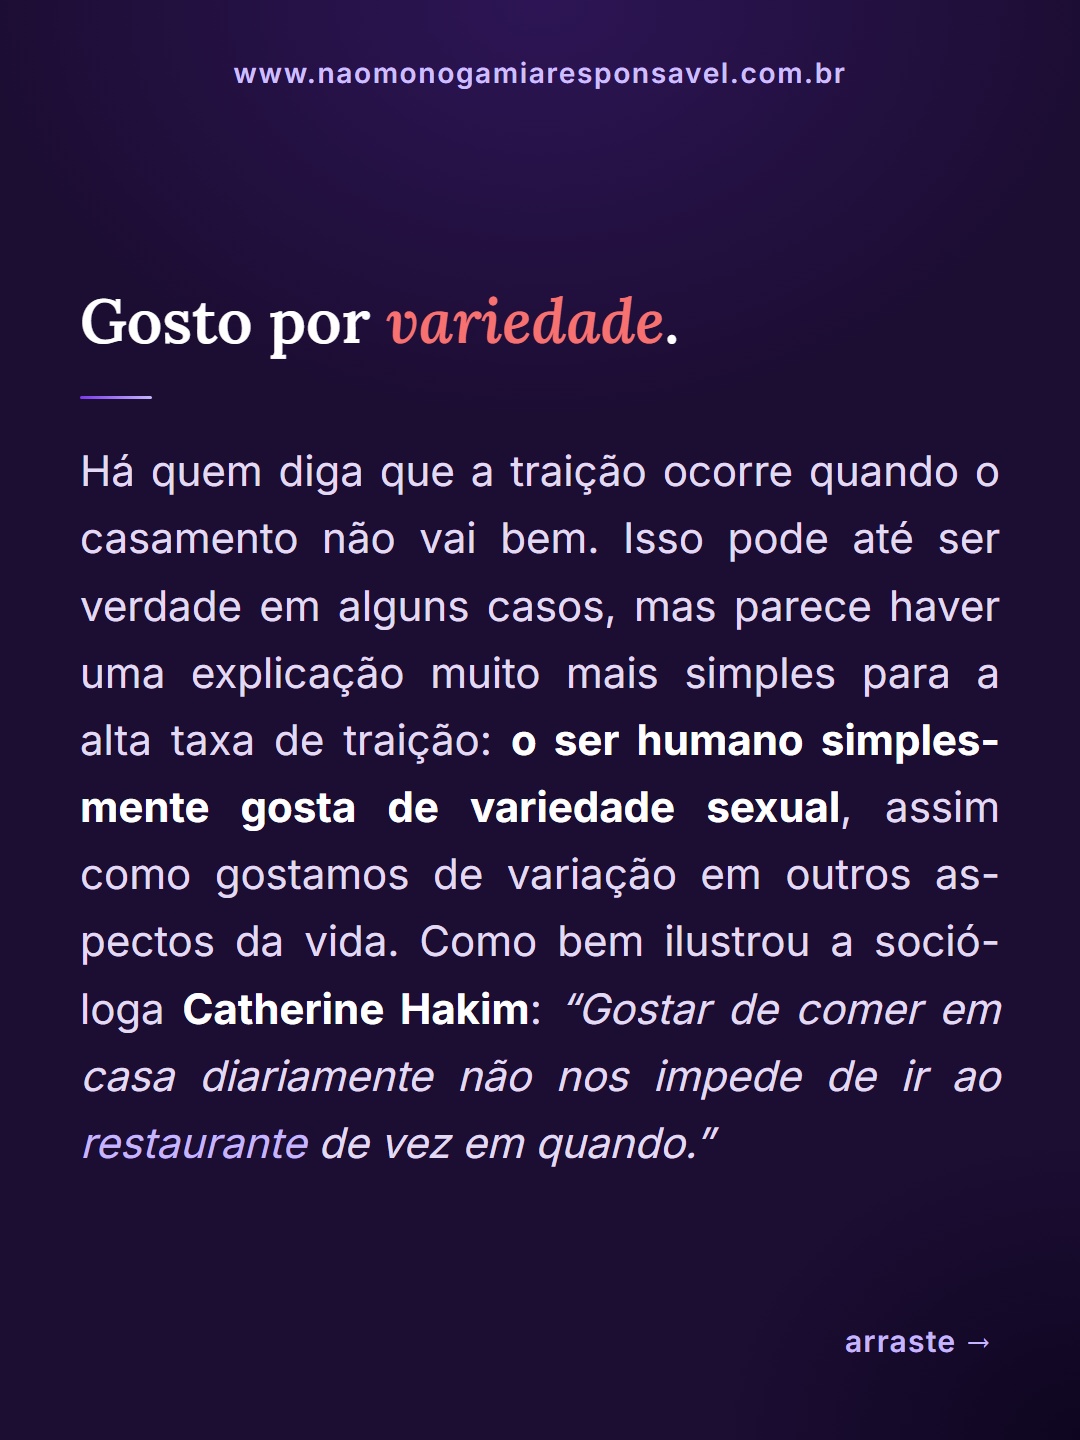 www.naomonogamiaresponsavel.com.br
Gosto por variedade.
Há quem diga que a traição ocorre quando o
casamento não vai bem. Isso pode até ser
verdade em alguns casos, mas parece haver
uma explicação muito mais simples para a
alta taxa de traição: o ser humano simples-
mente gosta de variedade sexual, assim
como gostamos de variação em outros as-
pectos da vida. Como bem ilustrou a soció-
loga Catherine Hakim: “Gostar de comer em
casa diariamente não nos impede de ir ao
restaurante de vez em quando.”
arraste →